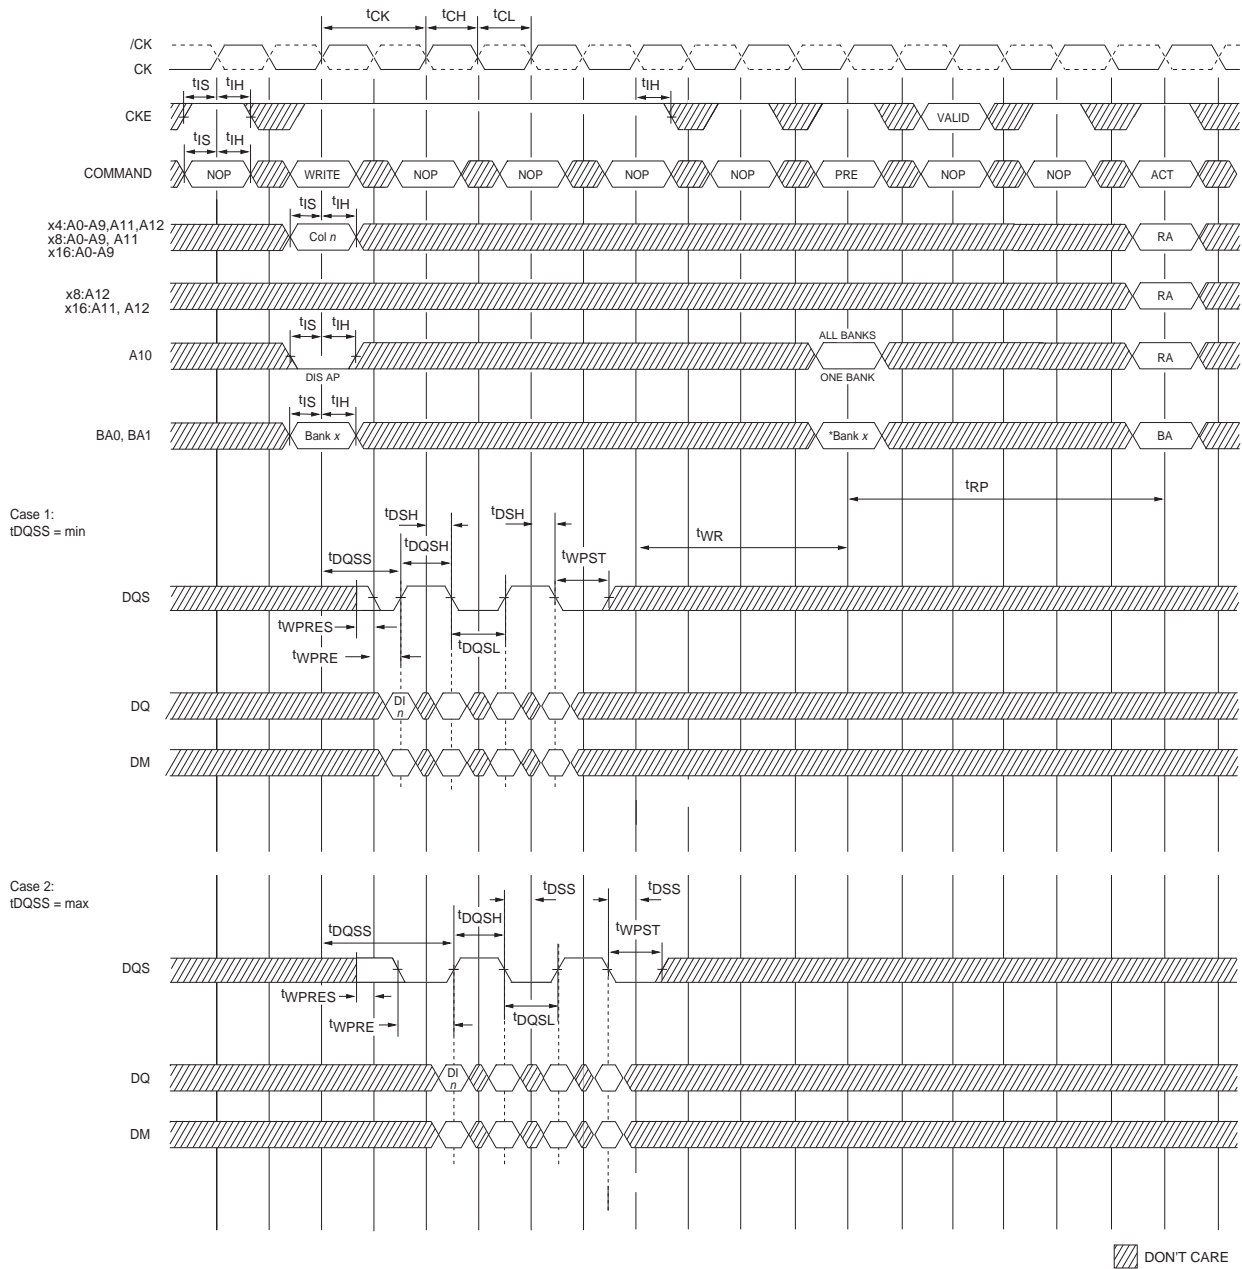 tCK tCH tCL
/CK
CK
tIS tIH tIH
CKE VALID
tIS tIH
COMMAND NOP WRITE NOP NOP NOP NOP PRE NOP NOP ACT
tIS tIH
x4:A0-A9,A11,A12
x8:A0-A9, A11
x16:A0-A9
Col n RA
x8:A12
x16:A11, A12
RA
tIS tIH ALL BANKS
A10 RA
DIS AP ONE BANK
tIS tIH
BA0, BA1 Bank x *Bank x BA
tRP
Case 1:
tDQSS = min
tDSH tDSH
tDQSS tDQSH tWPST tWR
DQS
tWPRES tDQSL
tWPRE
DQ DI
n
DM
Case 2:
tDQSS = max
tDSS tDSS
tDQSS tDQSH tWPST
DQS
tWPRES
tWPRE tDQSL
DQ DI
n
DM
DON'T CARE